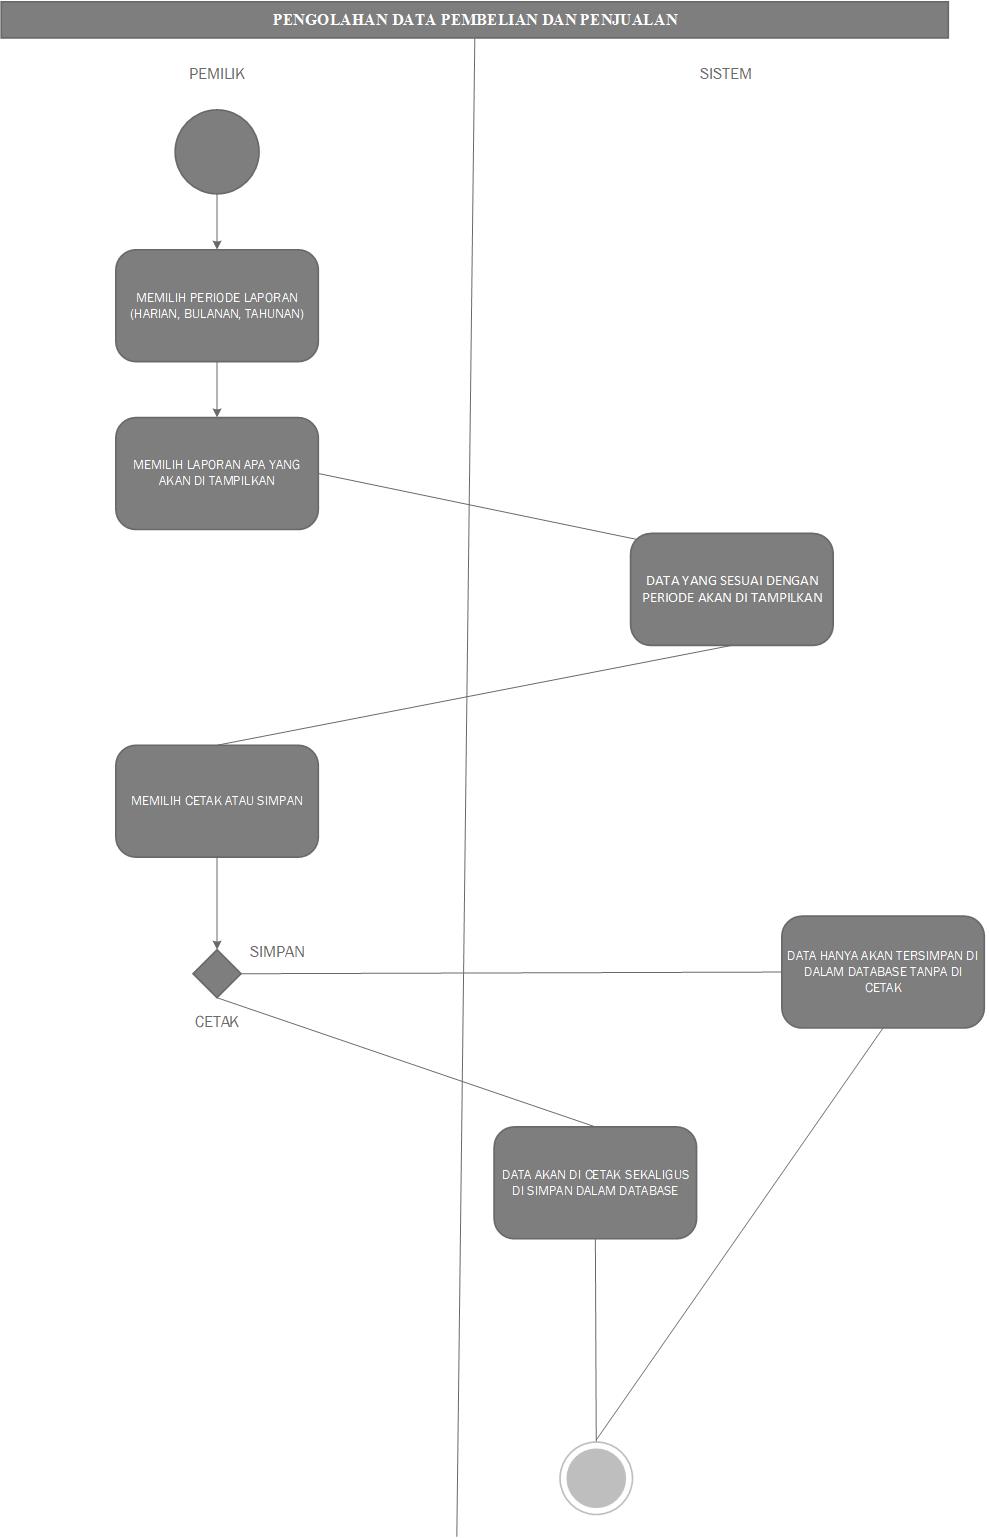 PENGOLAHAN DATA PEMBELIAN DAN PENJUALAN
PEMILIK
SISTEM
MEMILIH PERIODE LAPORAN
(HARIAN, BULANAN, TAHUNAN)
MEMILIH LAPORAN APA YANG
AKAN DI TAMPILKAN
DATA YANG SESUAI DENGAN
PERIODE AKAN DI TAMPILKAN
MEMILIH CETAK ATAU SIMPAN
SIMPAN
DATA HANYA AKAN TERSIMPAN DI
DALAM DATABASE TANPA DI
CETAK
CETAK
DATA AKAN DI CETAK SEKALIGUS
DI SIMPAN DALAM DATABASE